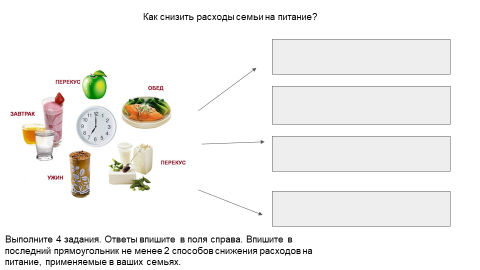 Как снизить расходы семьи на питание?
ПЕРЕКУС
ОБЕД
ЗАВТРАК
ПЕРЕКУС
УЖИН
Выполните 4 задания. Ответы впишите в поля справа. Впишите в
последний прямоугольник не менее 2 способов снижения расходов на
питание, применяемые в ваших семьях.